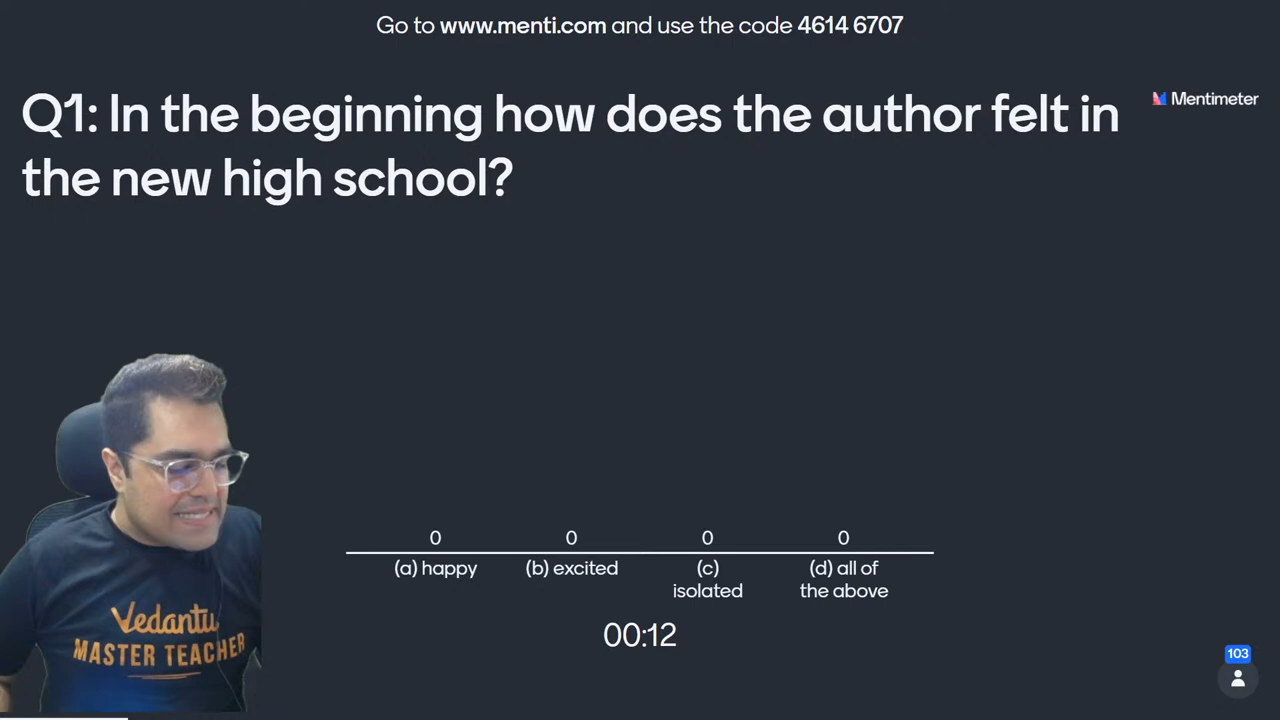 Go to www.menti.com and use the code 4614 6707
Mentimeter
Q1: In the beginning how does the author felt in
the new high school?
0 0 0 0
(a) happy (b) excited (c) isolated (d) all of the above
00:12
103
Vedantu
MASTER TEACHER